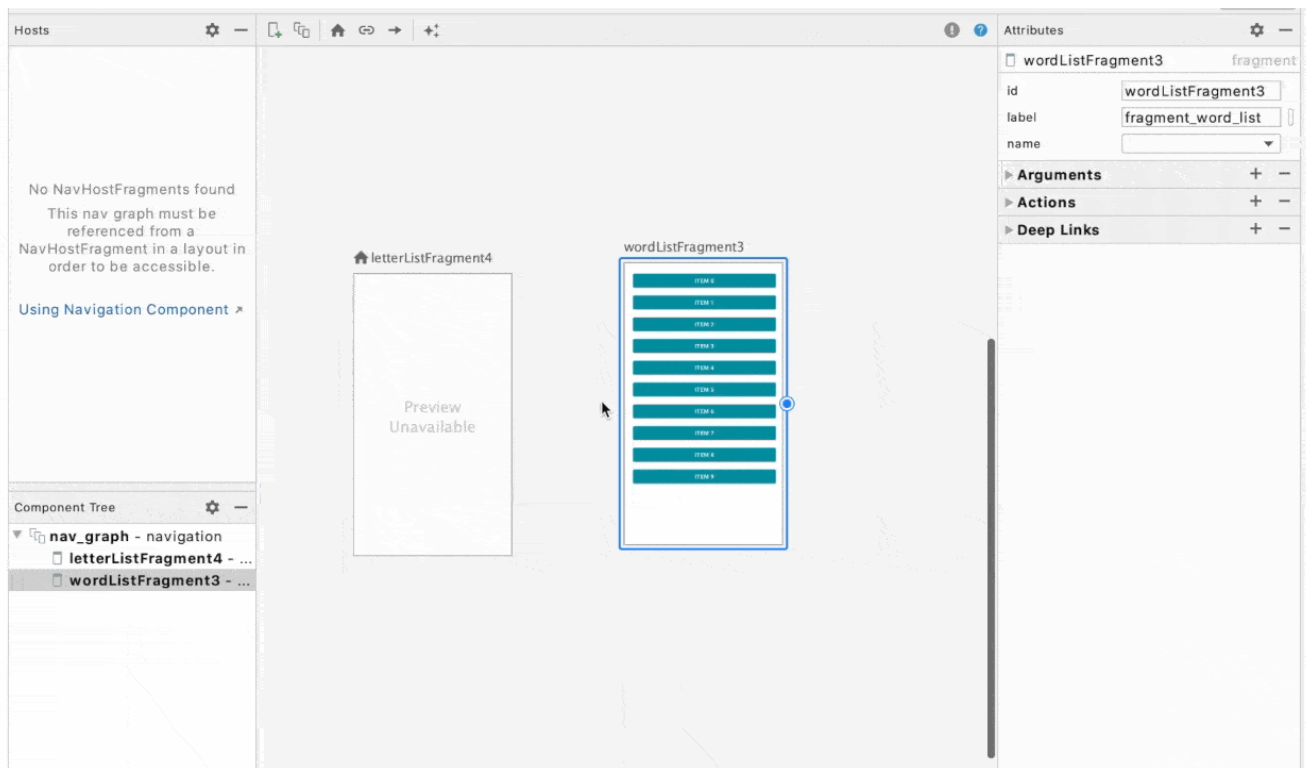 Hosts
No NavHostFragments found
This nav graph must be
referenced from a
NavHostFragment in a layout in
order to be accessible.
Using Navigation Component
Component Tree
nav_graph - navigation
letterListFragment4 - ...
wordListFragment3 - ...
letterListFragment4
Preview
Unavailable
wordListFragment3
ITEM 0
ITEM 1
ITEM 2
ITEM 3
ITEM 4
ITEM 5
ITEM 6
ITEM 7
ITEM 8
ITEM 9
Attributes
wordListFragment3 fragment
id wordListFragment3
label fragment_word_list
name
Arguments
Actions
Deep Links